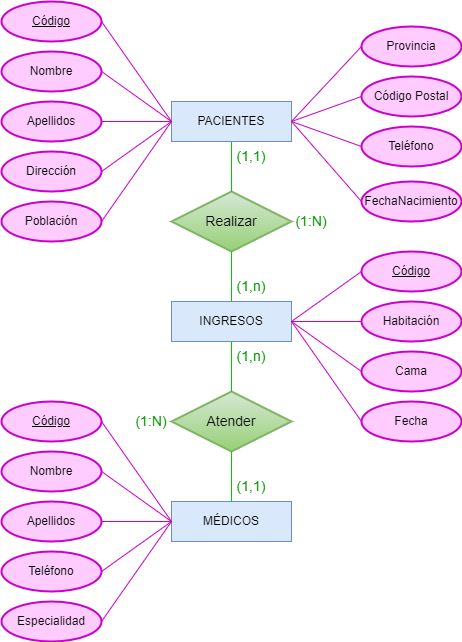 Código
Nombre
Apellidos
Dirección
Población
PACIENTES
Provincia
Código Postal
Teléfono
FechaNacimiento
(1,1)
Realizar
(1:N)
(1,n)
INGRESOS
Código
Habitación
Cama
Fecha
(1,n)
(1:N)
Atender
(1,1)
MÉDICOS
Código
Nombre
Apellidos
Teléfono
Especialidad